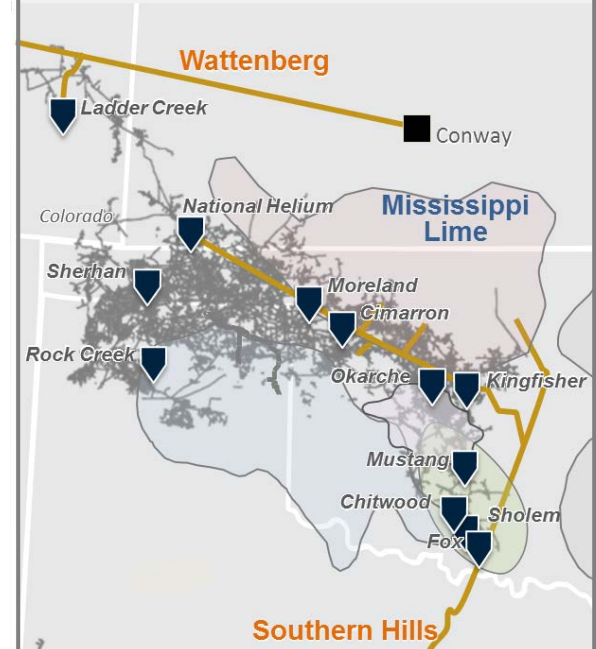 Wattenberg
Ladder Creek
Conway
National Helium
Colorado
Mississippi
Lime
Sherhan
Moreland
Cimarron
Rock Creek
Okarche
Kingfisher
Mustang
Chitwood
Sholem
Fox
Southern Hills